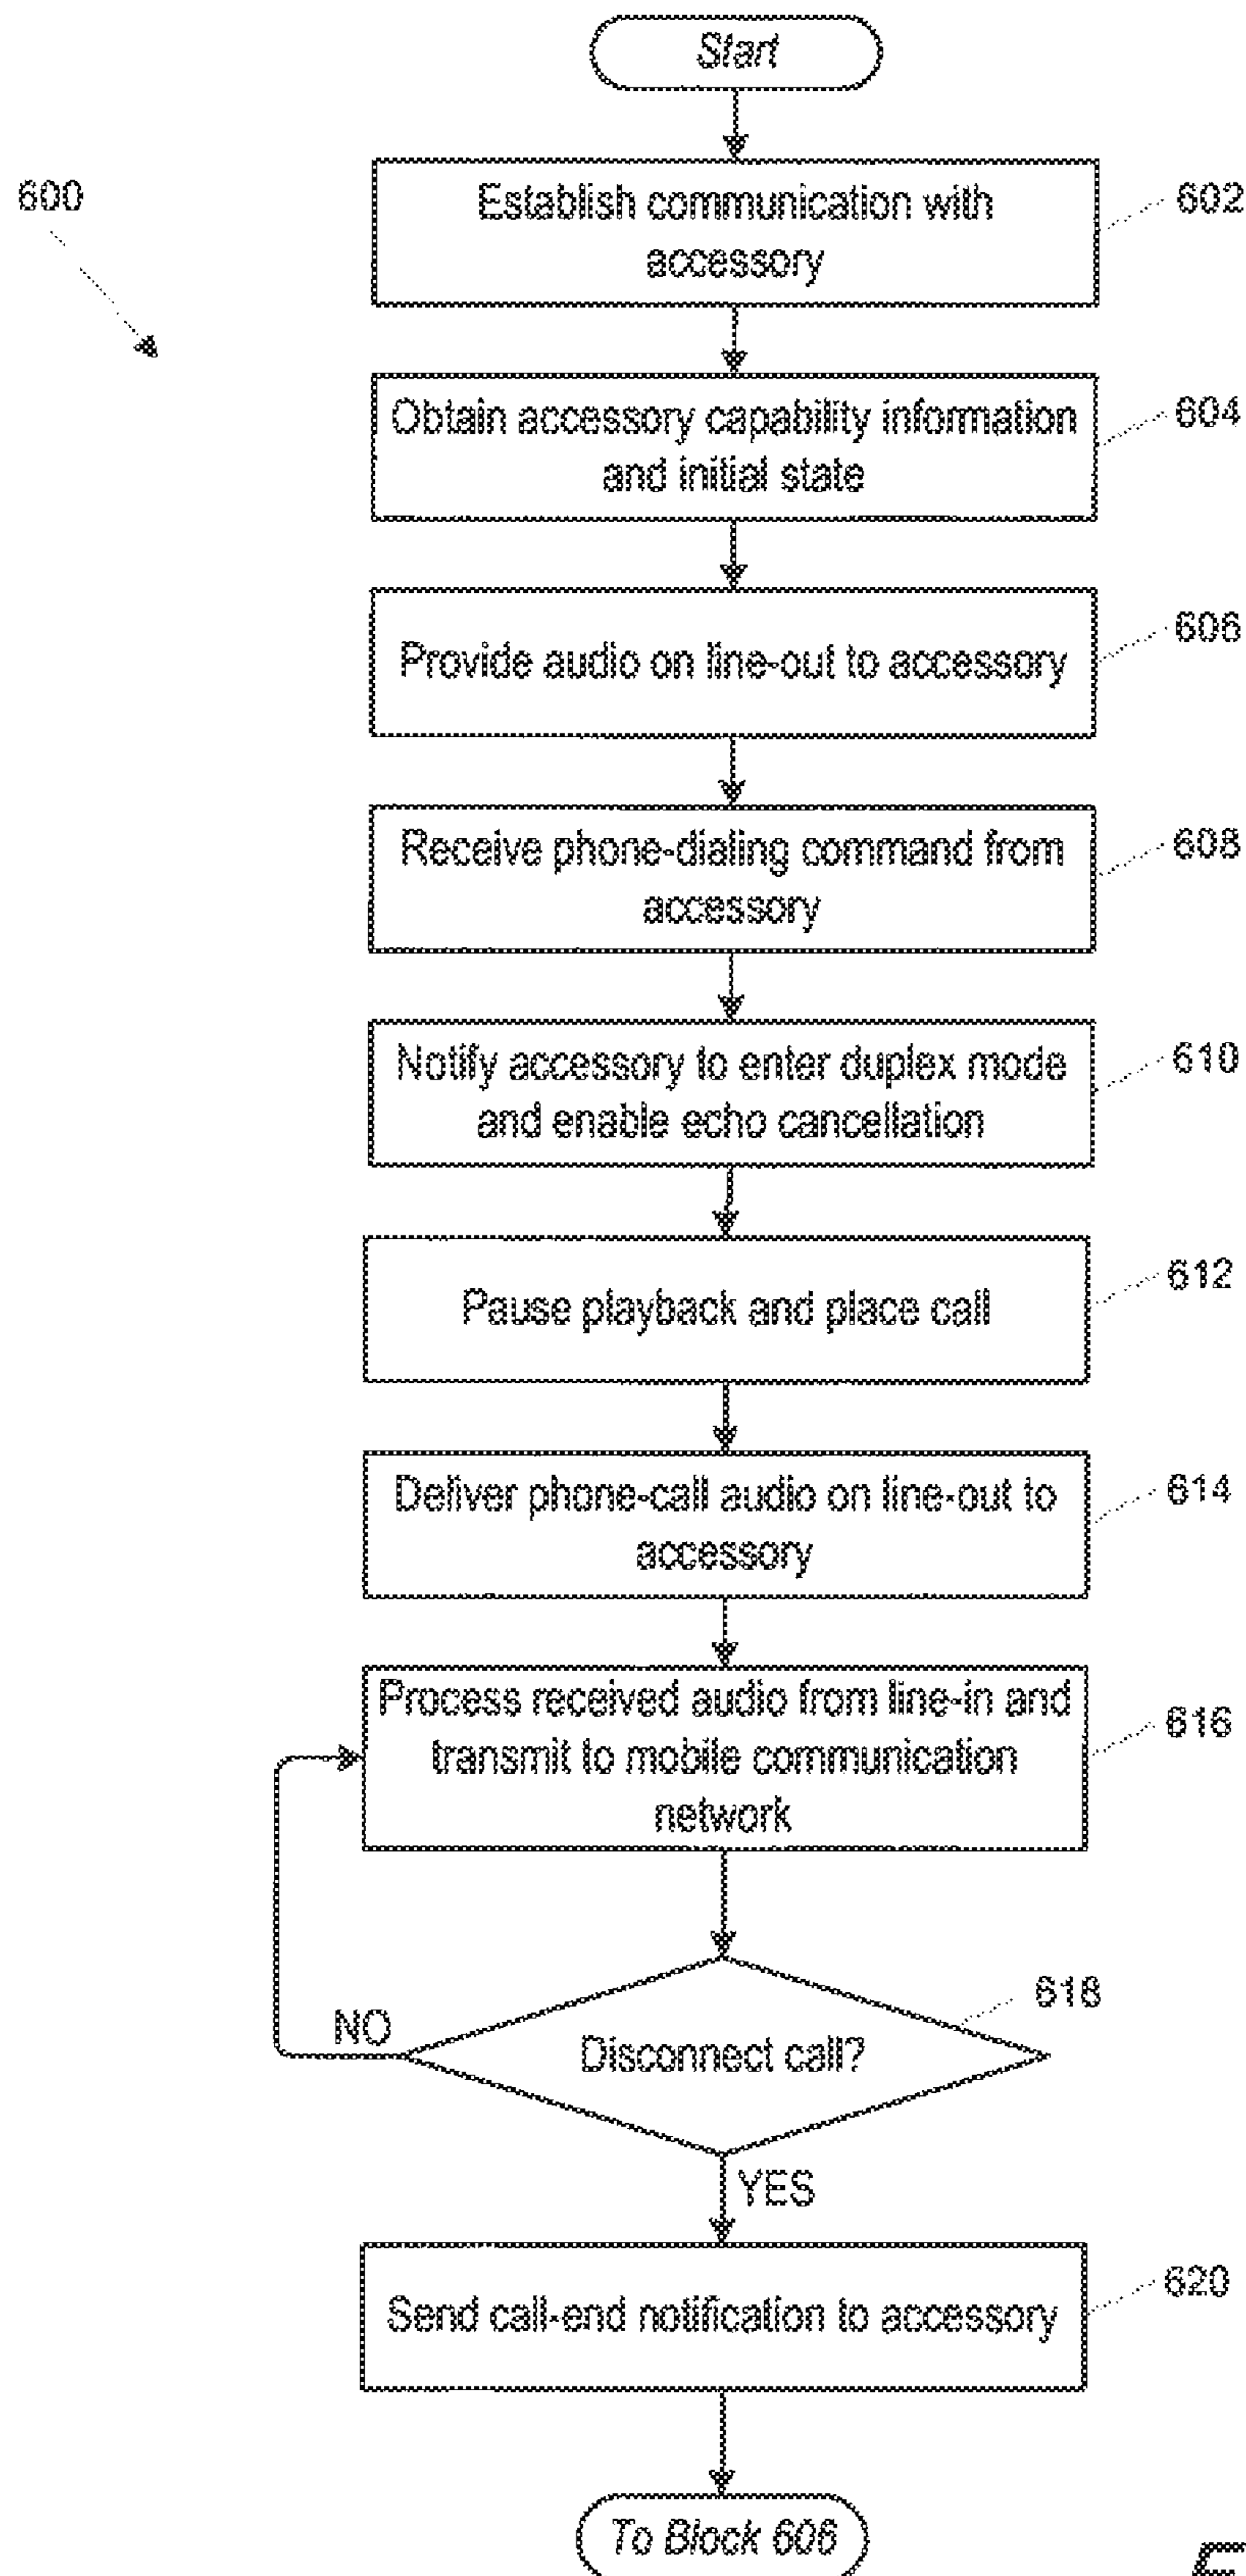 Start
600
Establish communication with
accessory
602
Obtain accessory capability information
and initial state
604
Provide audio on line-out to accessory
606
Receive phone-dialing command from
accessory
608
Notify accessory to enter duplex mode
and enable echo cancellation
610
Pause playback and place call
612
Deliver phone-call audio on line-out to
accessory
614
Process received audio from line-in and
transmit to mobile communication
network
616
618
NO
Disconnect call?
YES
Send call-end notification to accessory
620
To Block 606